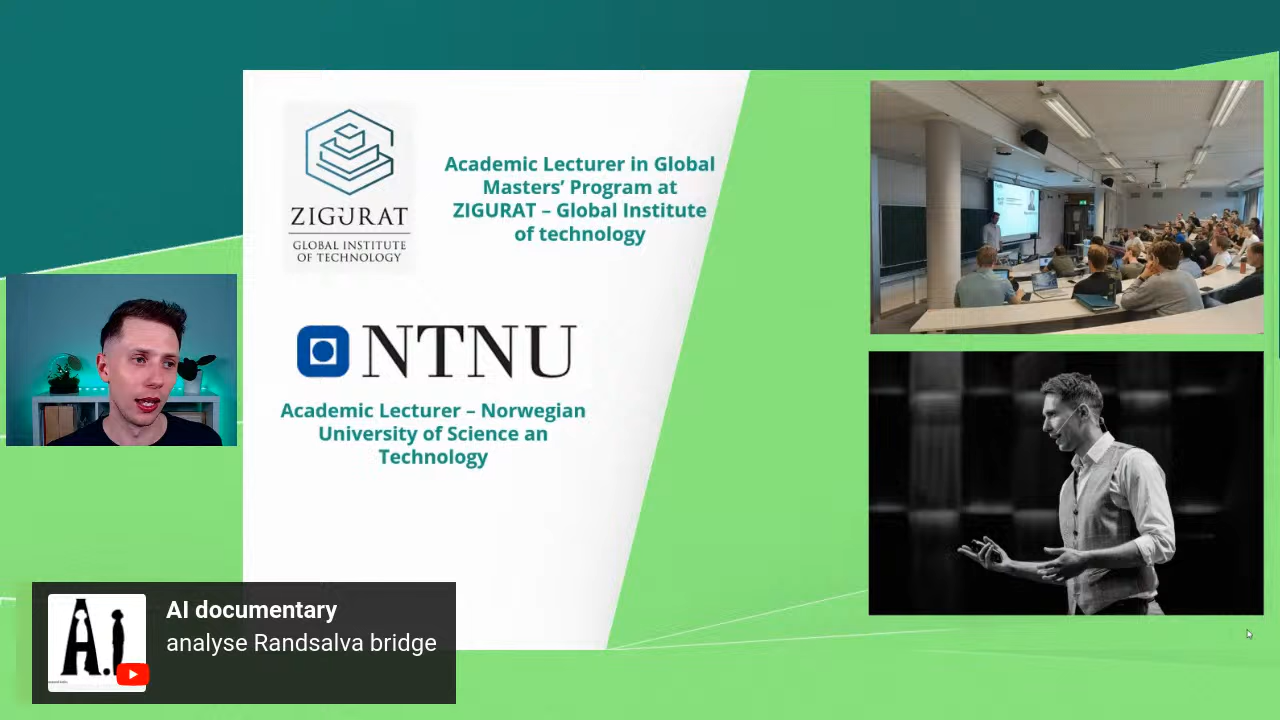 ZIGURAT
GLOBAL INSTITUTE
OF TECHNOLOGY
Academic Lecturer in Global
Masters’ Program at
ZIGURAT – Global Institute
of technology
NTNU
Academic Lecturer – Norwegian
University of Science an
Technology
A.i
AI documentary
analyse Randsalva bridge